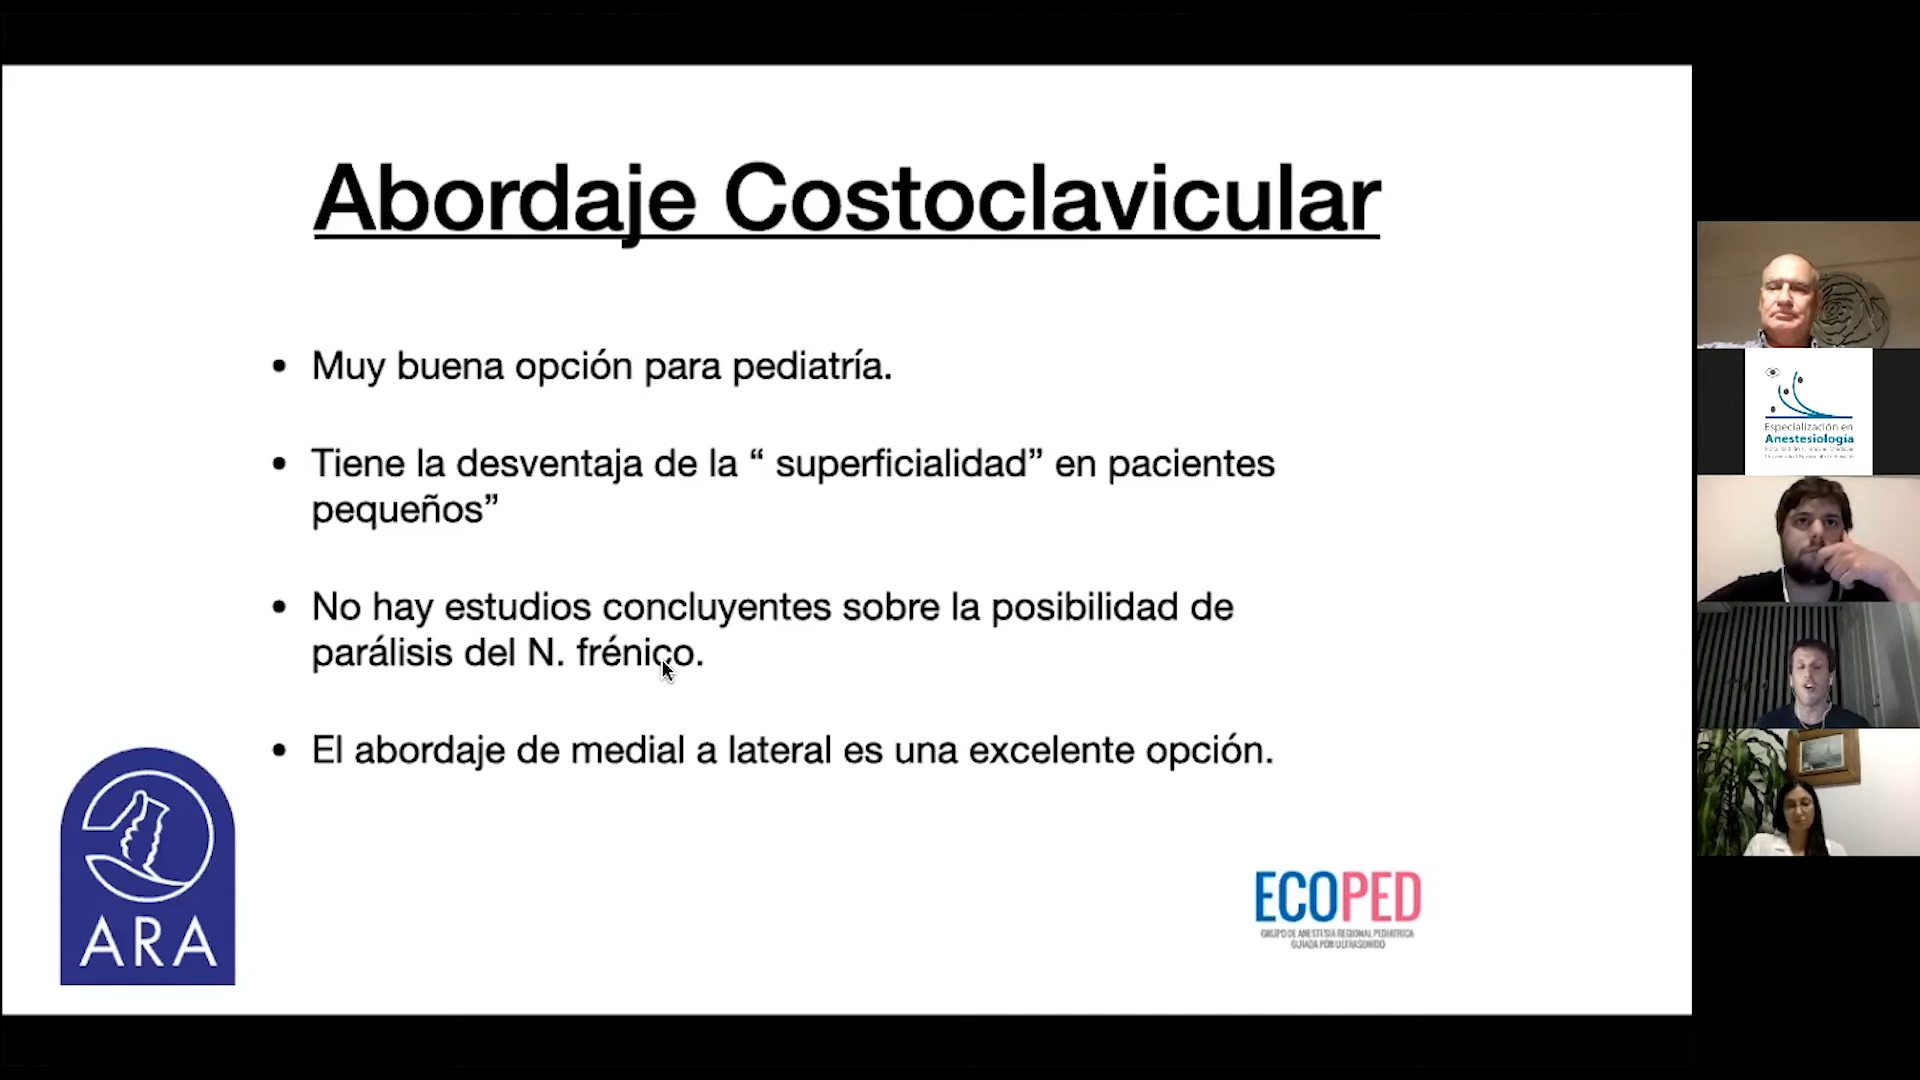 Abordaje Costoclavicular
• Muy buena opción para pediatría.
• Tiene la desventaja de la “ superficialidad” en pacientes
pequeños”
• No hay estudios concluyentes sobre la posibilidad de
parálisis del N. frénico.
• El abordaje de medial a lateral es una excelente opción.
ARA
ECOPED
GRUPO DE ANESTESIA REGIONAL PEDIATRICA
GUIADA POR ULTRASONIDO
Especialización en
Anestesiología